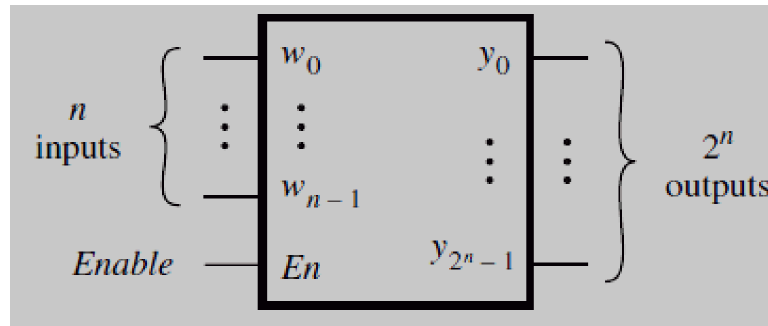 n
inputs
w₀
⋮
wₙ₋₁
Enable
En
y₀
⋮
y₂ⁿ₋₁
2ⁿ
outputs